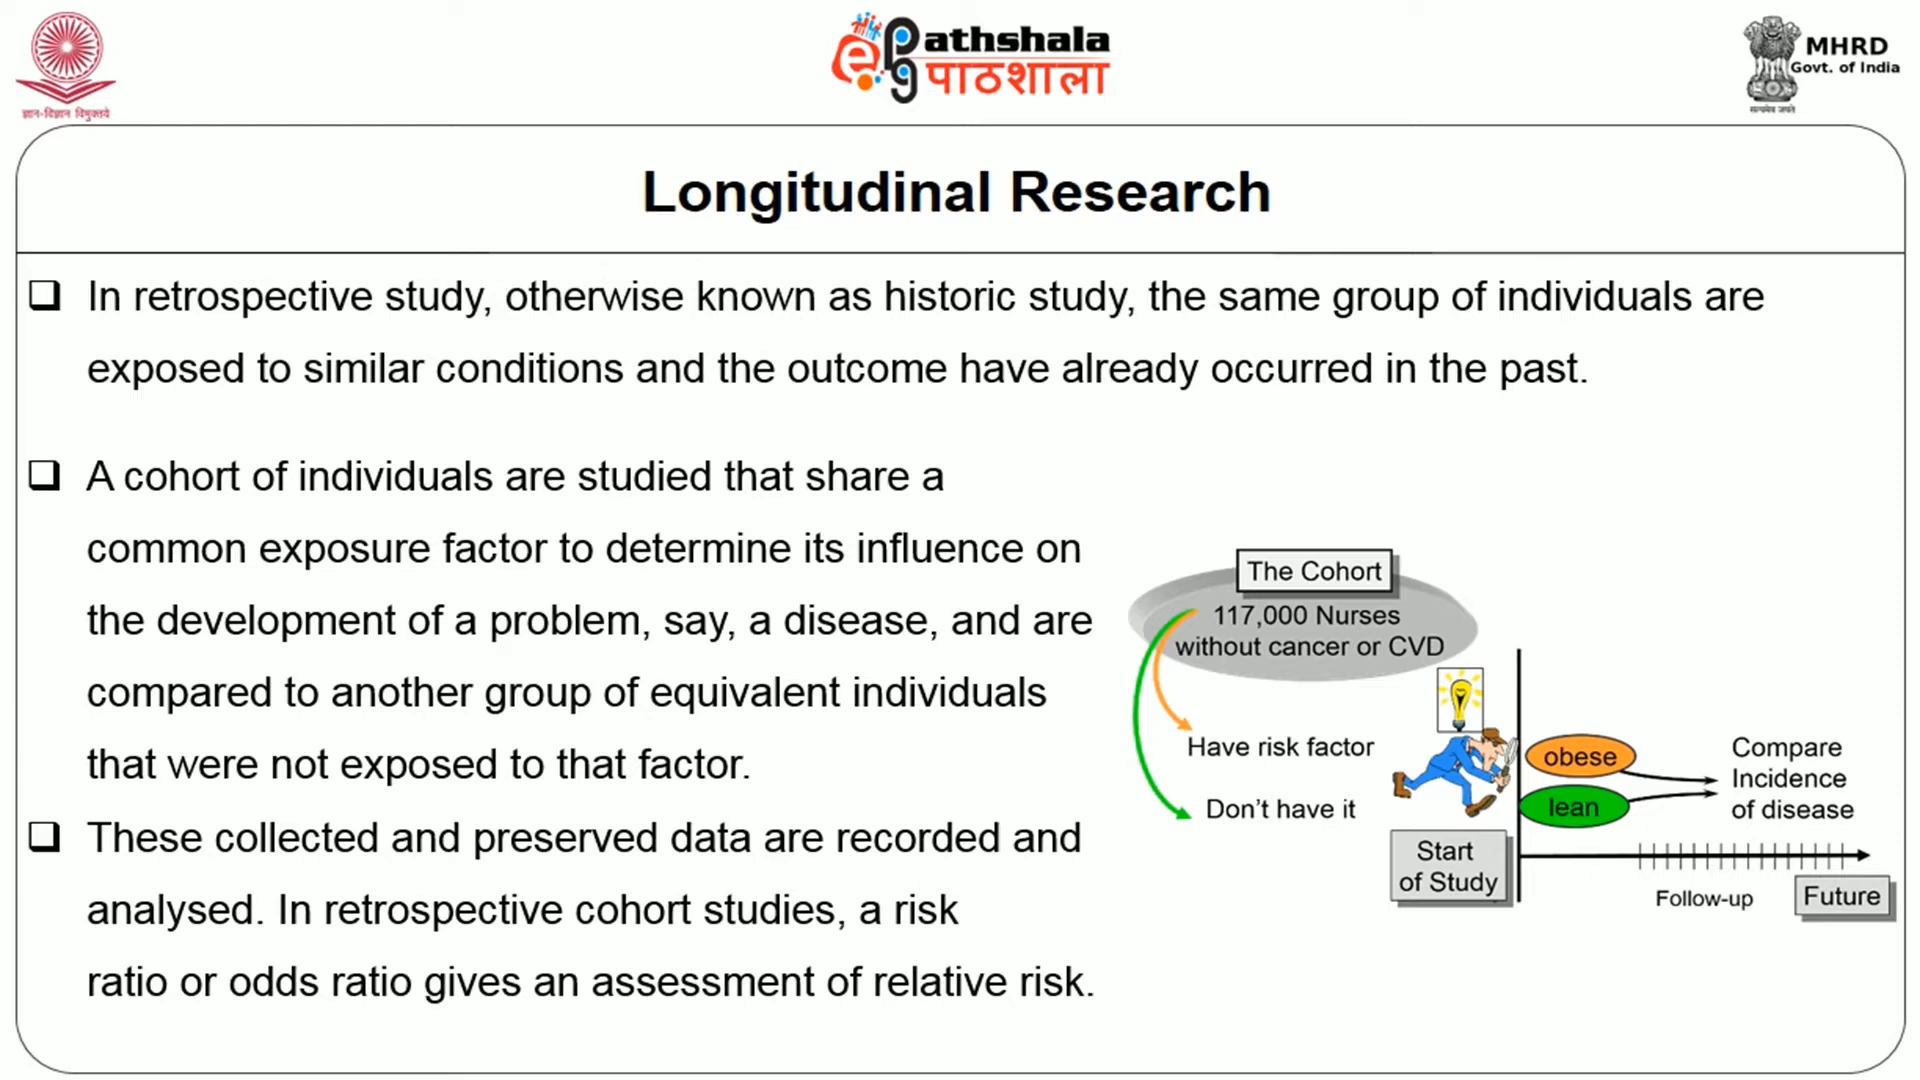 ज्ञान-विज्ञान विमुक्तये
epg Pathshala
पाठशाला
MHRD
Govt. of India
सत्यमेव जयते
Longitudinal Research
In retrospective study, otherwise known as historic study, the same group of individuals are
exposed to similar conditions and the outcome have already occurred in the past.
A cohort of individuals are studied that share a
common exposure factor to determine its influence on
the development of a problem, say, a disease, and are
compared to another group of equivalent individuals
that were not exposed to that factor.
These collected and preserved data are recorded and
analysed. In retrospective cohort studies, a risk
ratio or odds ratio gives an assessment of relative risk.
The Cohort
117,000 Nurses
without cancer or CVD
Have risk factor
Don't have it
obese
lean
Compare
Incidence
of disease
Start
of Study
Follow-up
Future